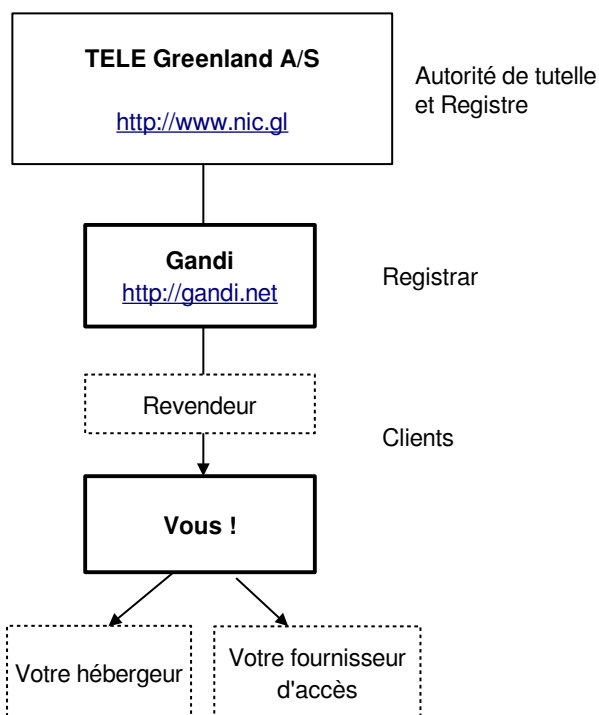 TELE Greenland A/S
http://www.nic.gl
Autorité de tutelle
et Registre
Gandi
http://gandi.net
Registrar
Revendeur
Clients
Vous !
Votre hébergeur
Votre fournisseur
d'accès